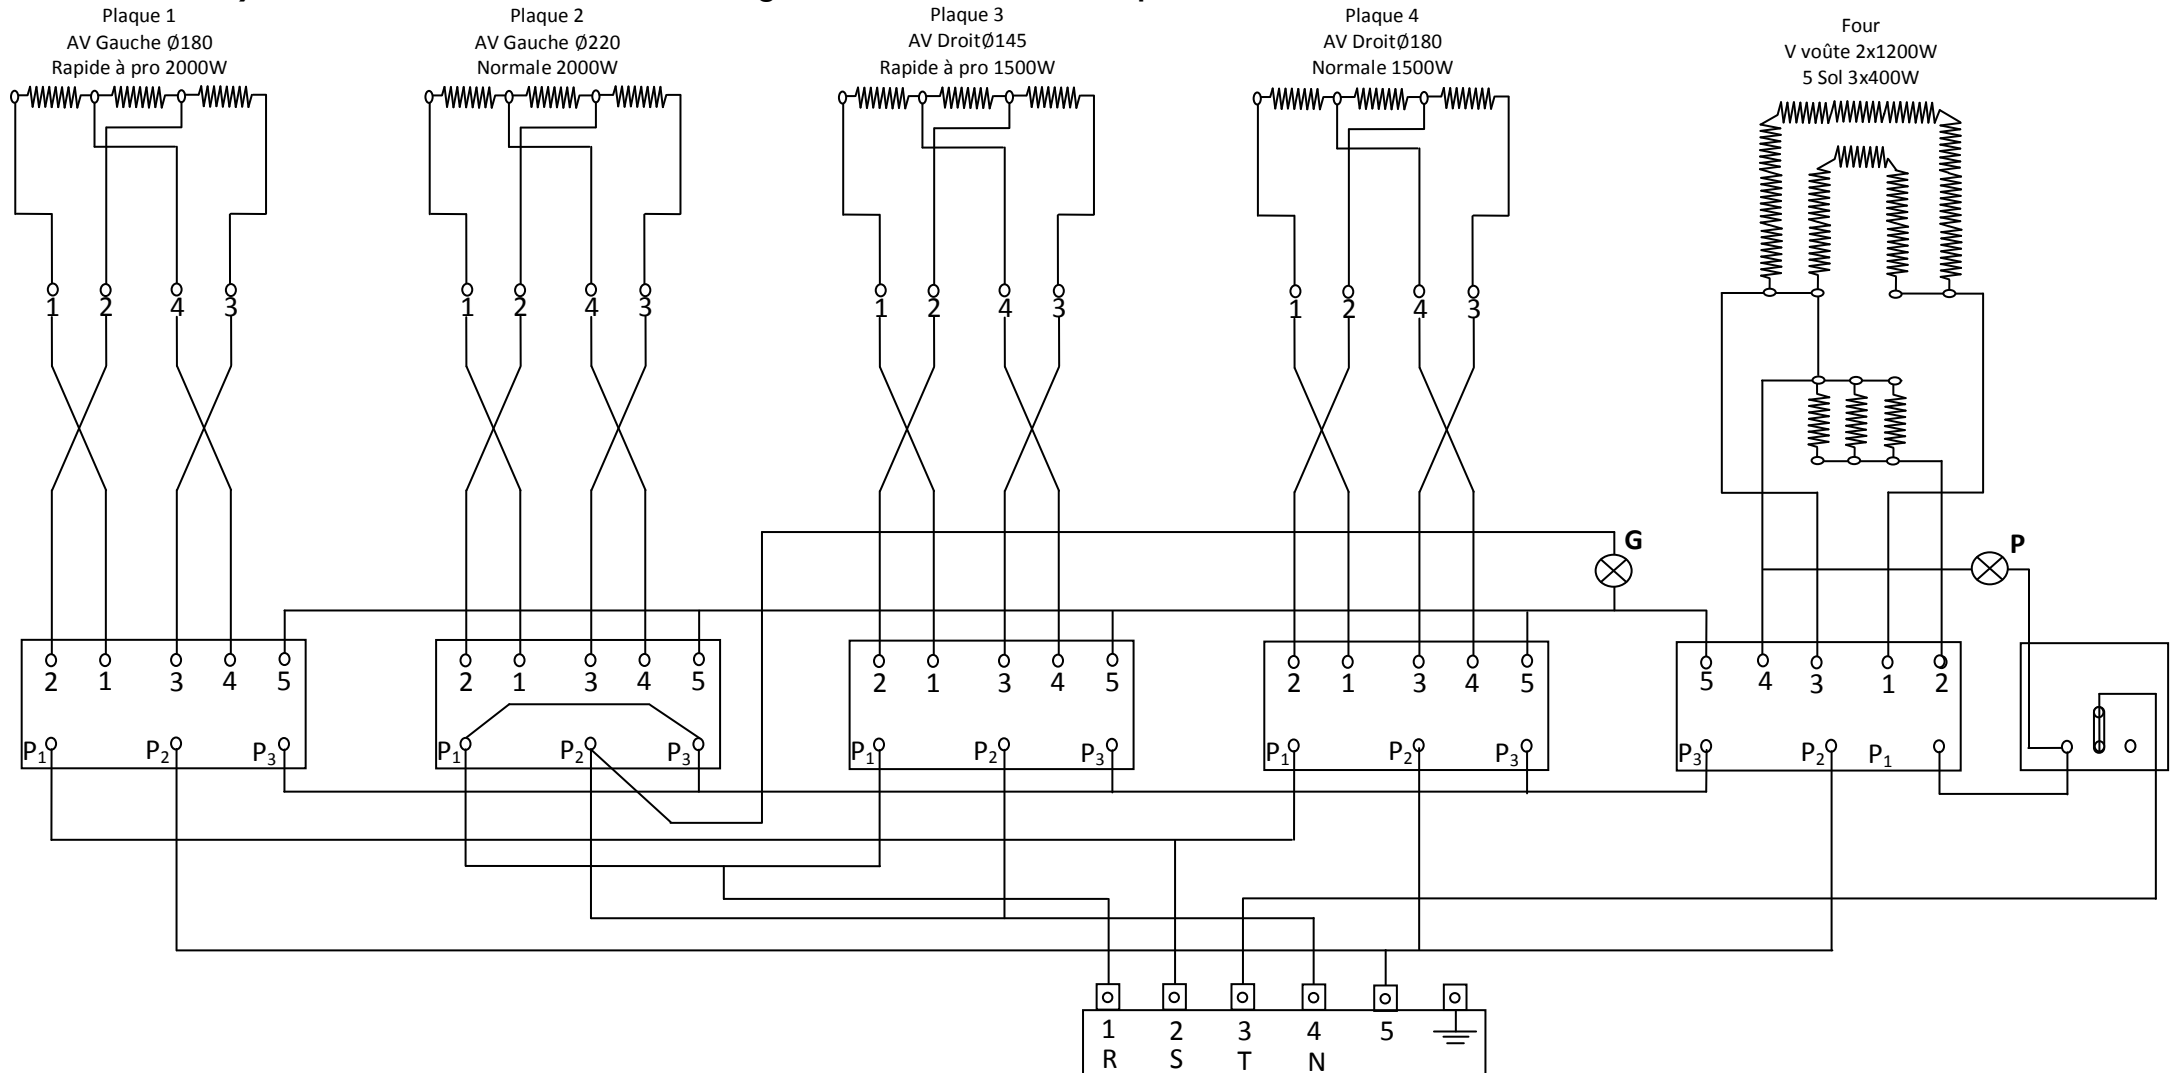 Plaque 1
AV Gauche Ø180
Rapide à pro 2000W
Plaque 2
AV Gauche Ø220
Normale 2000W
Plaque 3
AV DroitØ145
Rapide à pro 1500W
Plaque 4
AV DroitØ180
Normale 1500W
Four
V voûte 2x1200W
5 Sol 3x400W
1 2 4 3
1 2 4 3
1 2 4 3
1 2 4 3
G
P
2 1 3 4 5
P1 P2 P3
2 1 3 4 5
P1 P2 P3
2 1 3 4 5
P1 P2 P3
2 1 3 4 5
P1 P2 P3
5 4 3 1 2
P3 P2 P1
1 2 3 4 5
R S T N